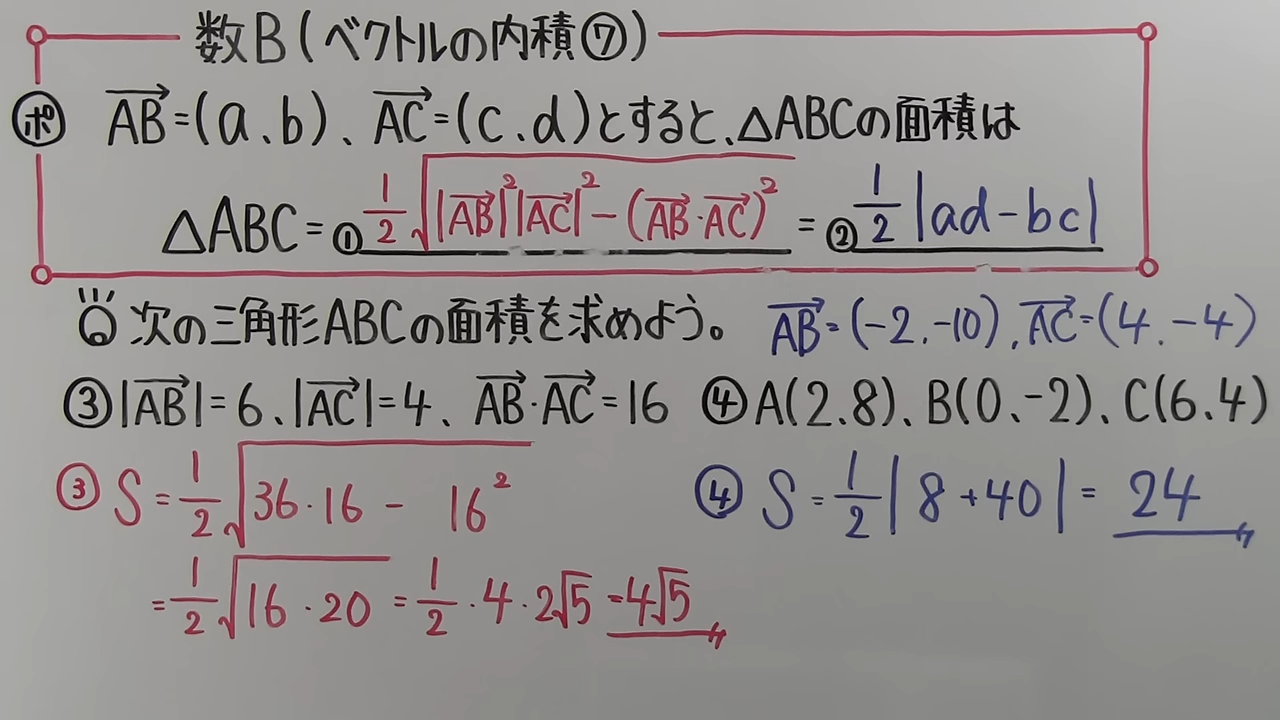 数B(ベクトルの内積⑦)
ポ AB=(a、b)、AC=(c、d)とすると、△ABCの面積は
△ABC=①1/2√|AB|²|AC|²-(AB・AC)²=②1/2|ad-bc|
次の三角形ABCの面積を求めよう。 AB=(-2、-10)、AC=(4、-4)
③|AB|=6、|AC|=4、AB・AC=16 ④A(2、8)、B(0、-2)、C(6、4)
③ S=1/2√36・16- 16² ④ S=1/2|8+40|=24
=1/2√16・20=1/2・4・2√5=4√5